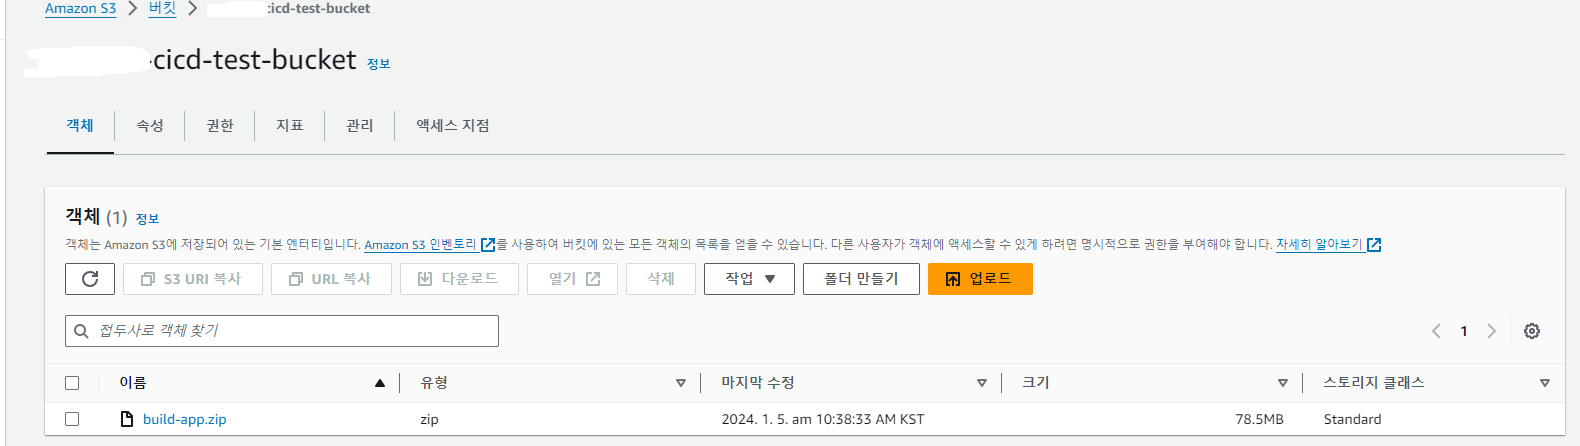 Amazon S3 > 버킷 > cicd-test-bucket
-cicd-test-bucket 정보
객체 속성 권한 지표 관리 액세스 지점
객체 (1) 정보
객체는 Amazon S3에 저장되어 있는 기본 엔터티입니다. Amazon S3 인벤토리를 사용하여 버킷에 있는 모든 객체의 목록을 얻을 수 있습니다. 다른 사용자가 객체에 액세스할 수 있게 하려면 명시적으로 권한을 부여해야 합니다. 자세히 알아보기
S3 URI 복사 URL 복사 다운로드 열기 삭제 작업 폴더 만들기 업로드
접두사로 객체 찾기 1
이름 유형 마지막 수정 크기 스토리지 클래스
build-app.zip zip 2024. 1. 5. am 10:38:33 AM KST 78.5MB Standard